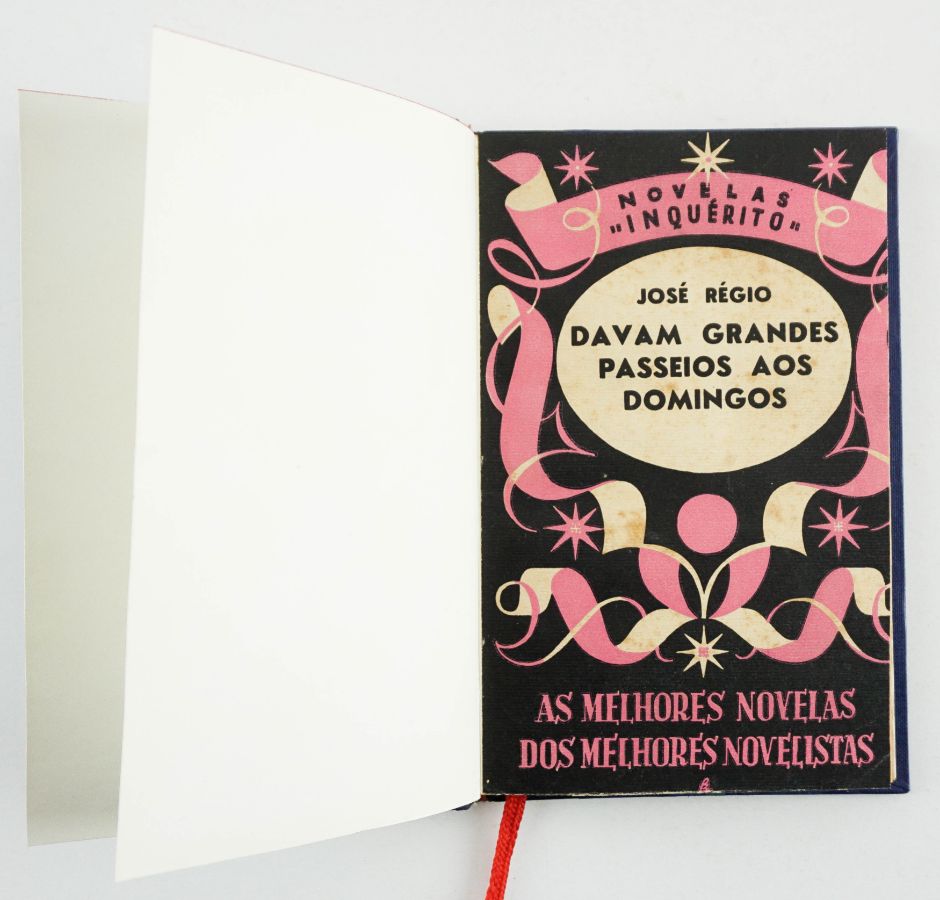 NOVELAS
"INQUÉRITO"
JOSÉ RÉGIO
DAVAM GRANDES
PASSEIOS AOS
DOMINGOS
AS MELHORES NOVELAS
DOS MELHORES NOVELISTAS